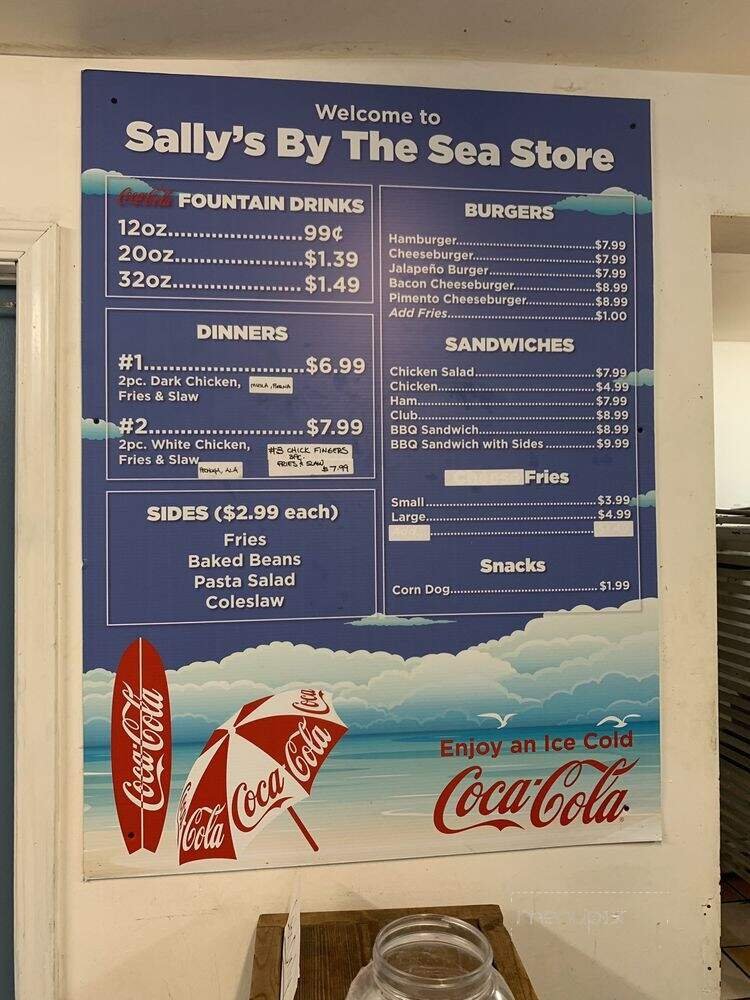 Welcome to
Sally's By The Sea Store
Coca-Cola FOUNTAIN DRINKS
12oz.....................99¢
20oz....................$1.39
32oz....................$1.49
DINNERS
#1........................$6.99
2pc. Dark Chicken,
Fries & Slaw
#2........................$7.99
2pc. White Chicken,
Fries & Slaw
#3 CHICK FINGERS
3PC.
FRIES & SLAW
$7.99
SIDES ($2.99 each)
Fries
Baked Beans
Pasta Salad
Coleslaw
BURGERS
Hamburger....................$7.99
Cheeseburger....................$7.99
Jalapeño Burger....................$7.99
Bacon Cheeseburger....................$8.99
Pimento Cheeseburger....................$8.99
Add Fries....................$1.00
SANDWICHES
Chicken Salad....................$7.99
Chicken....................$4.99
Ham....................$7.99
Club....................$8.99
BBQ Sandwich....................$8.99
BBQ Sandwich with Sides....................$9.99
Fries
Small....................$3.99
Large....................$4.99
Snacks
Corn Dog....................$1.99
Coca-Cola
Coca-Cola
Coca
Cola
Enjoy an Ice Cold
Coca-Cola
menupix